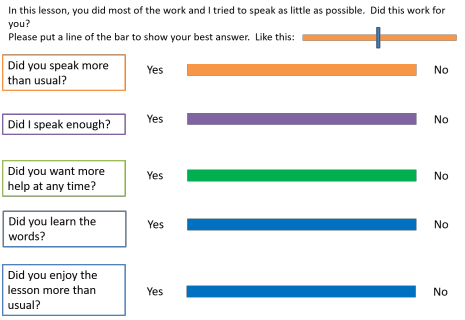 In this lesson, you did most of the work and I tried to speak as little as possible.  Did this work for
you?
Please put a line of the bar to show your best answer.  Like this:
Did you speak more
than usual?
Yes
No
Did I speak enough?
Yes
No
Did you want more
help at any time?
Yes
No
Did you learn the
words?
Yes
No
Did you enjoy the
lesson more than
usual?
Yes
No